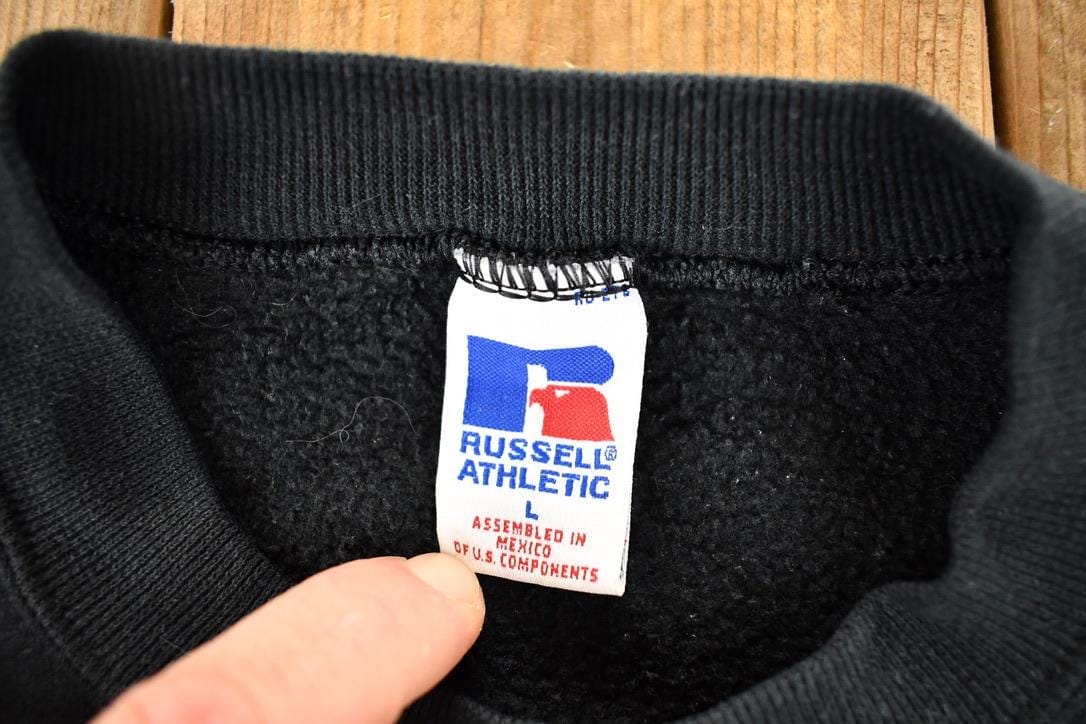 RUSSELL®
ATHLETIC
L
ASSEMBLED IN
MEXICO
OF U.S. COMPONENTS